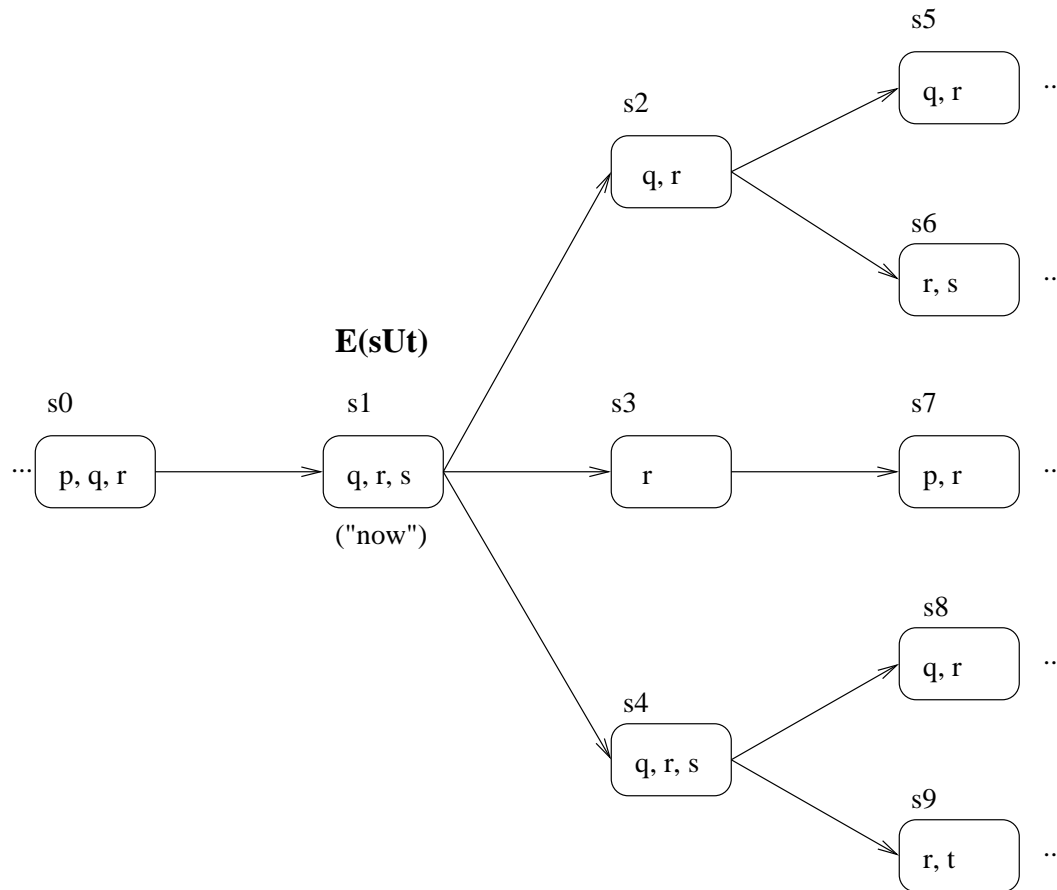 s5
q, r
..
s2
q, r
s6
r, s
..
E(sUt)
s0
s1
s3
s7
...
p, q, r
q, r, s
r
p, r
..
("now")
s8
q, r
..
s4
q, r, s
s9
r, t
..